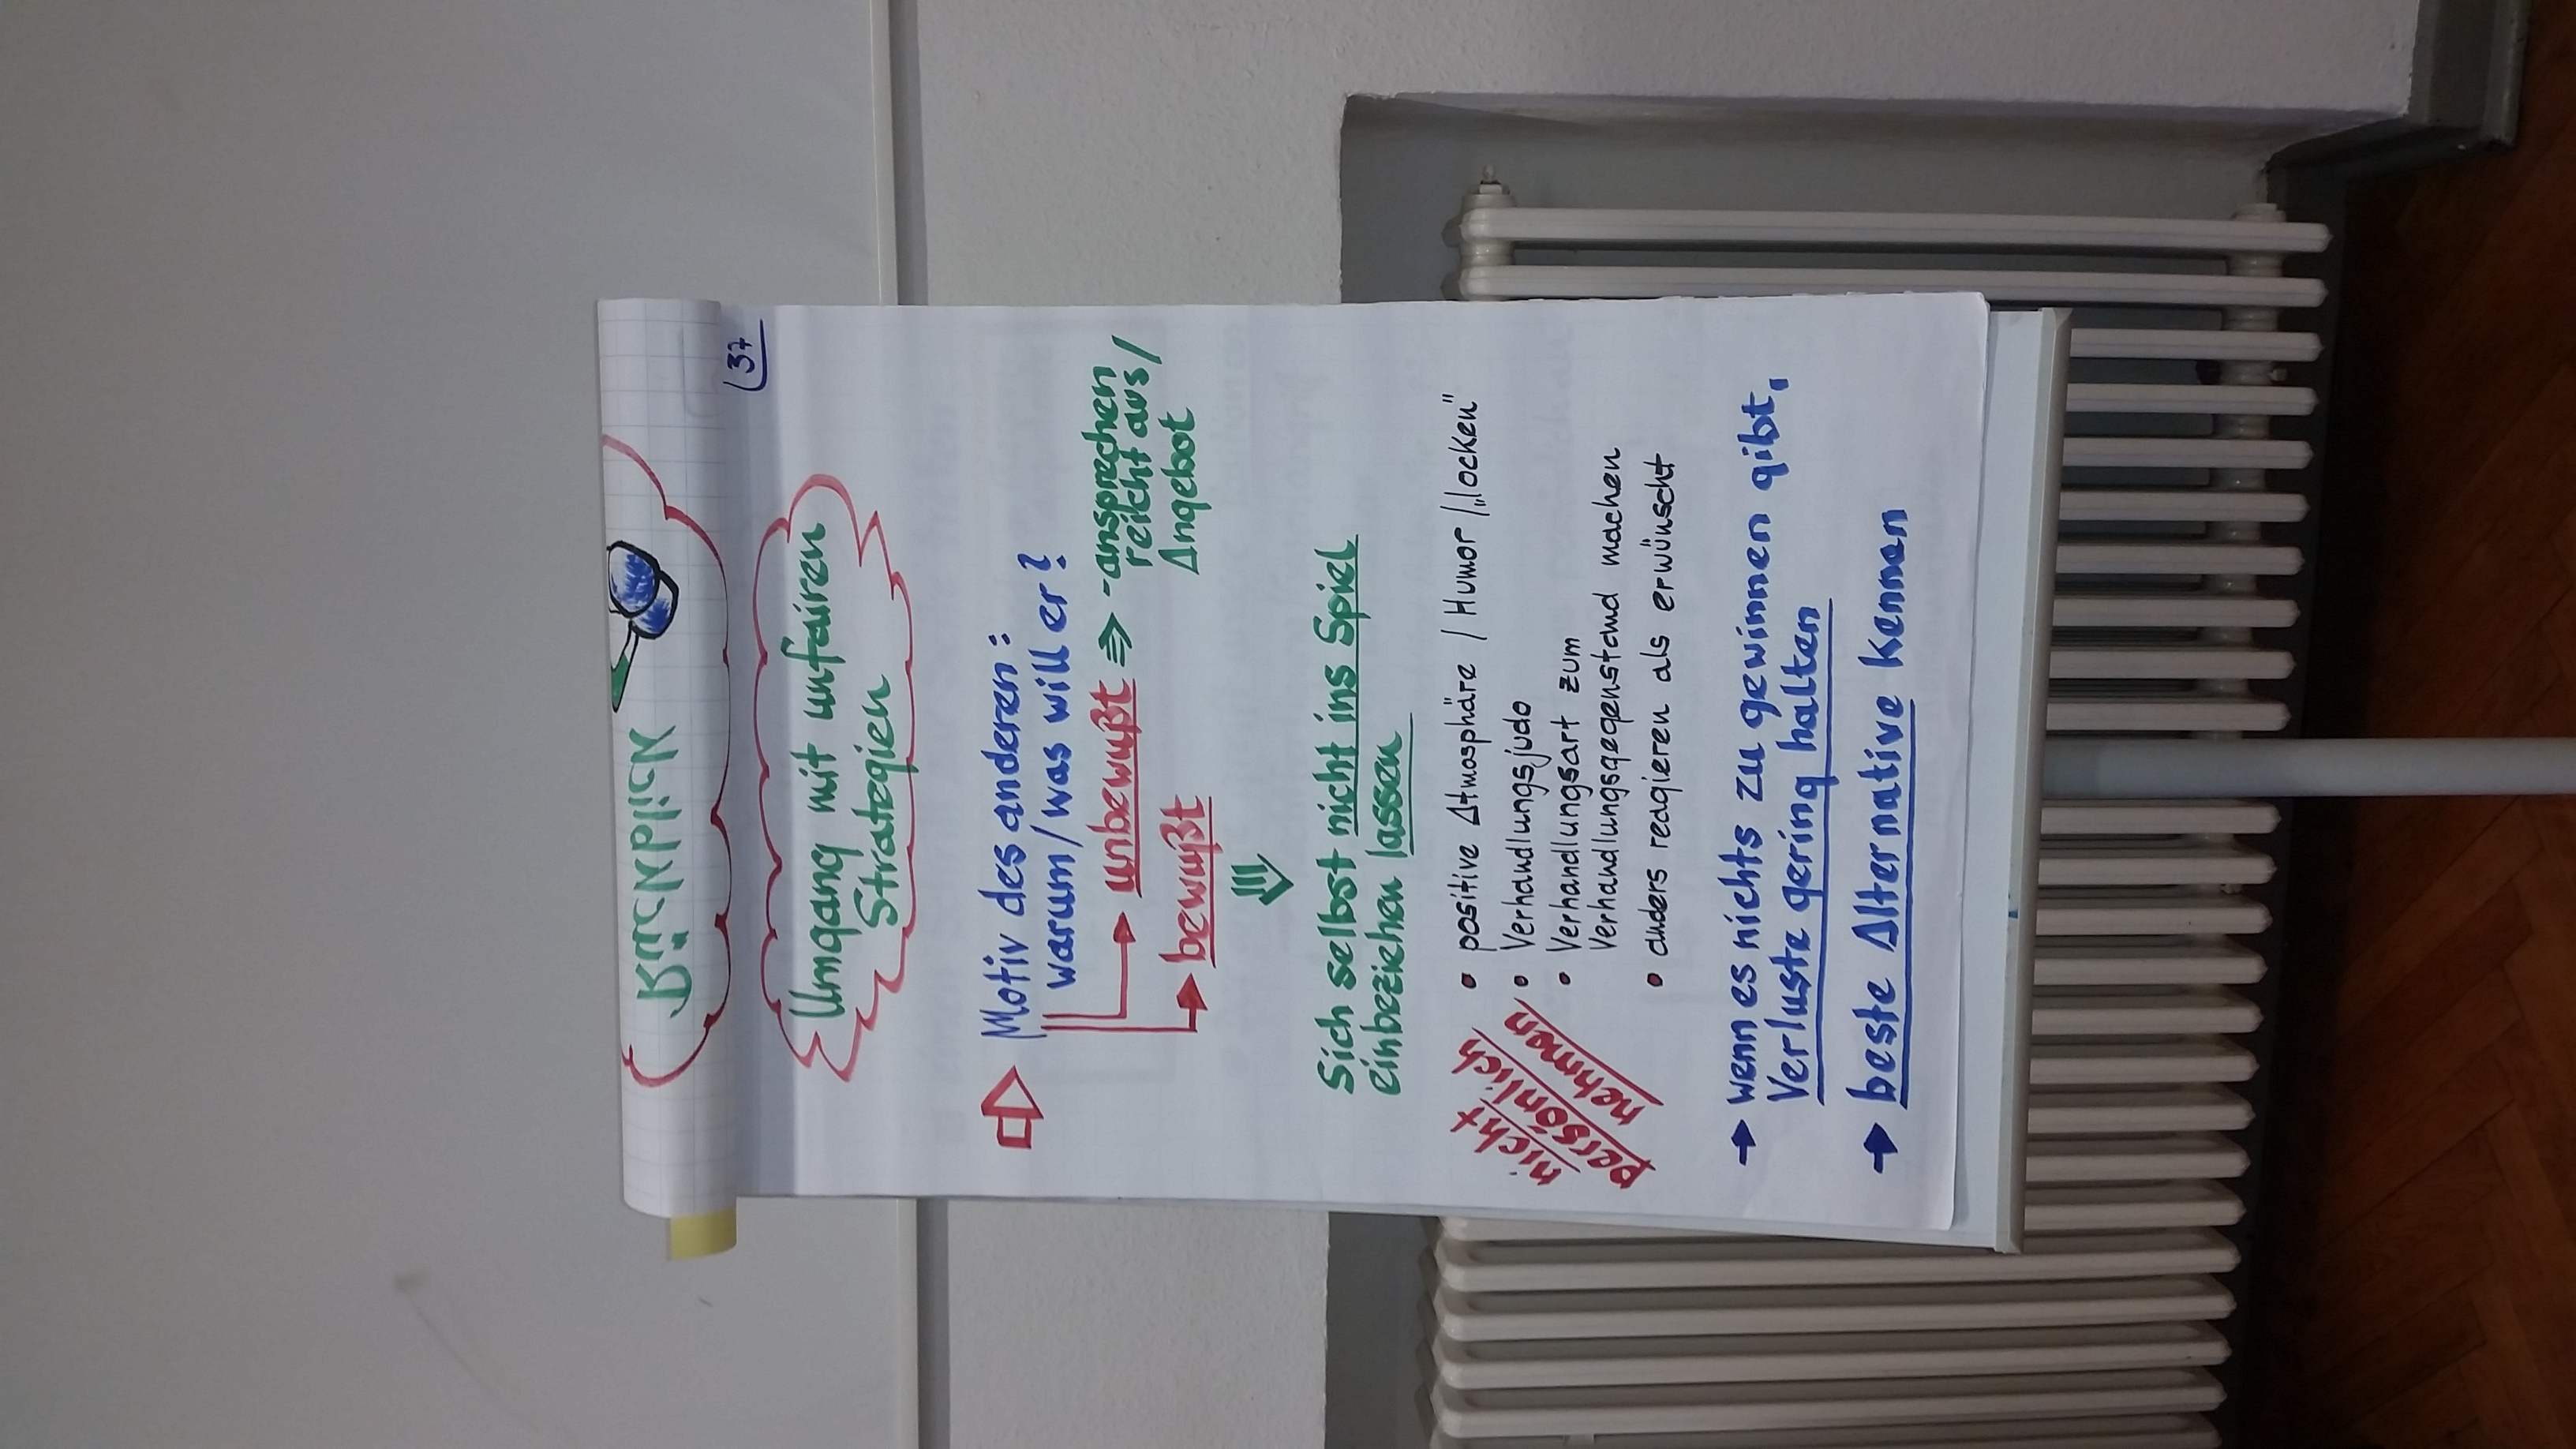 Rückblick
37
Umgang mit unfairen
Strategien
Motiv des anderen:
warum/was will er?
unbewußt ⇒ -ansprechen
reicht aus/
Angebot
bewußt
Sich selbst nicht ins Spiel
einbeziehen lassen
nicht
persönlich
nehmen
• positive Atmosphäre / Humor /„locken"
• Verhandlungsjudo
• Verhandlungsart zum
Verhandlungsgegenstand machen
• anders reagieren als erwünscht
→ wenn es nichts zu gewinnen gibt,
Verluste gering halten
→ beste Alternative kennen